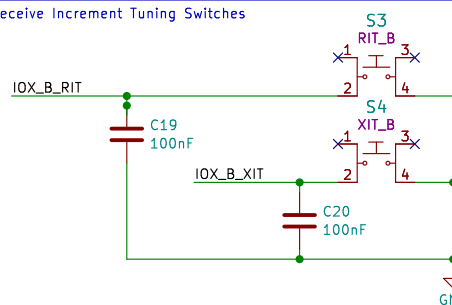 eceive Increment Tuning Switches
S3
RIT_B
1
3
IOX_B_RIT
2
4
S4
C19
XIT_B
100nF
1
3
IOX_B_XIT
2
4
C20
100nF